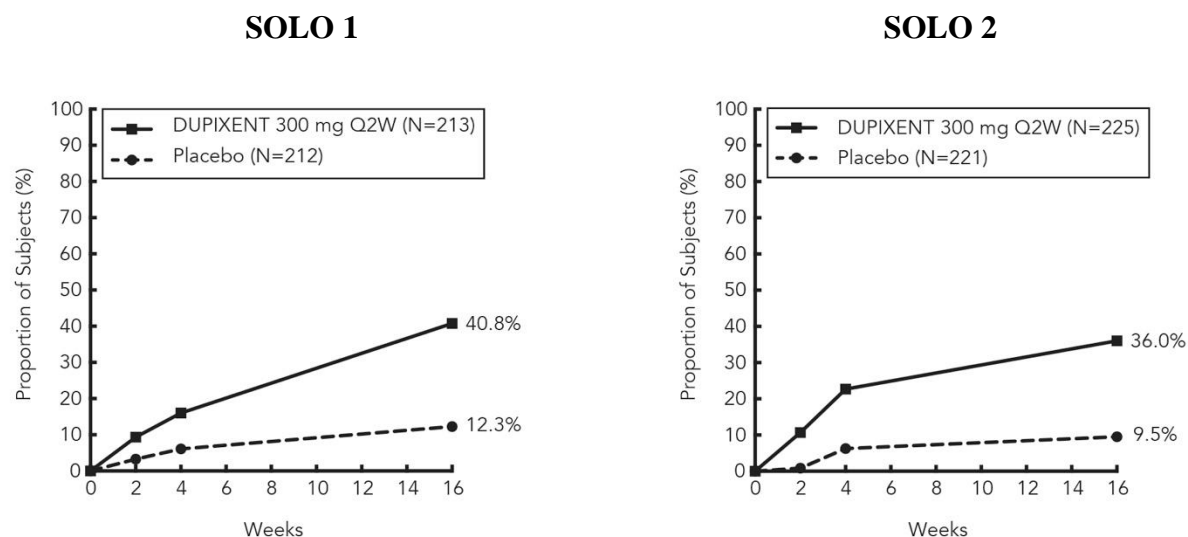 SOLO 1
100
90
80
70
60
50
40
30
20
10
0
Proportion of Subjects (%)
DUPIXENT 300 mg Q2W (N=213)
Placebo (N=212)
40.8%
12.3%
0 2 4 6 8 10 12 14 16
Weeks
SOLO 2
100
90
80
70
60
50
40
30
20
10
0
Proportion of Subjects (%)
DUPIXENT 300 mg Q2W (N=225)
Placebo (N=221)
36.0%
9.5%
0 2 4 6 8 10 12 14 16
Weeks